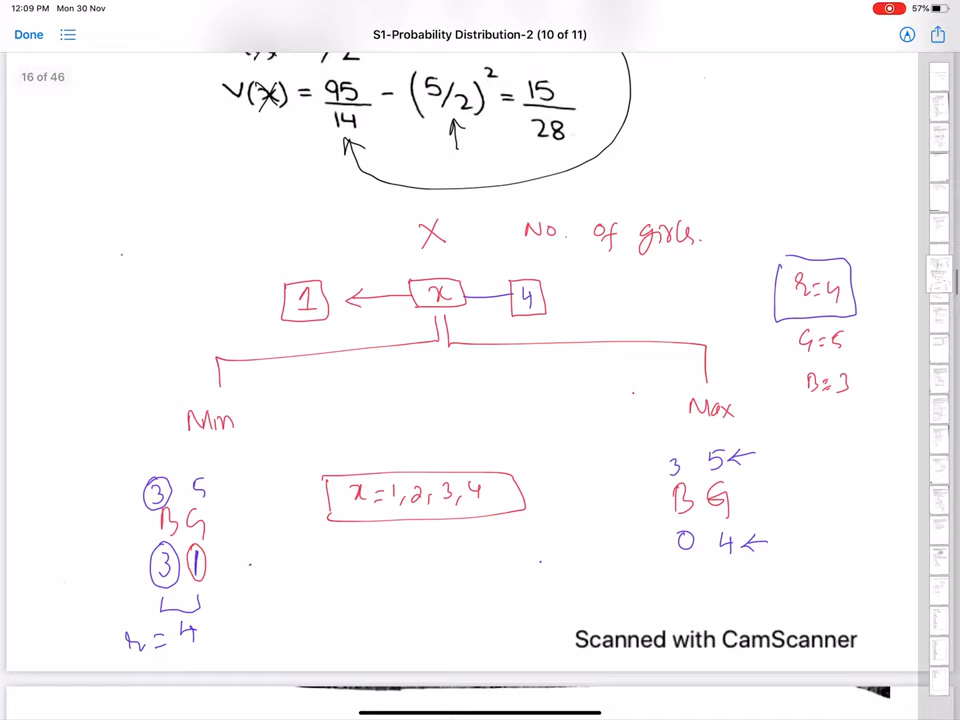 12:09 PM Mon 30 Nov
57%
Done
S1-Probability Distribution-2 (10 of 11)
16 of 46
V(X) = 95/14 - (5/2)² = 15/28
X No. of girls.
1 x 4
r=4
G=5
B=3
Min
Max
3 5
B G
3 1
r = 4
x=1,2,3,4
3 5
B G
0 4
Scanned with CamScanner